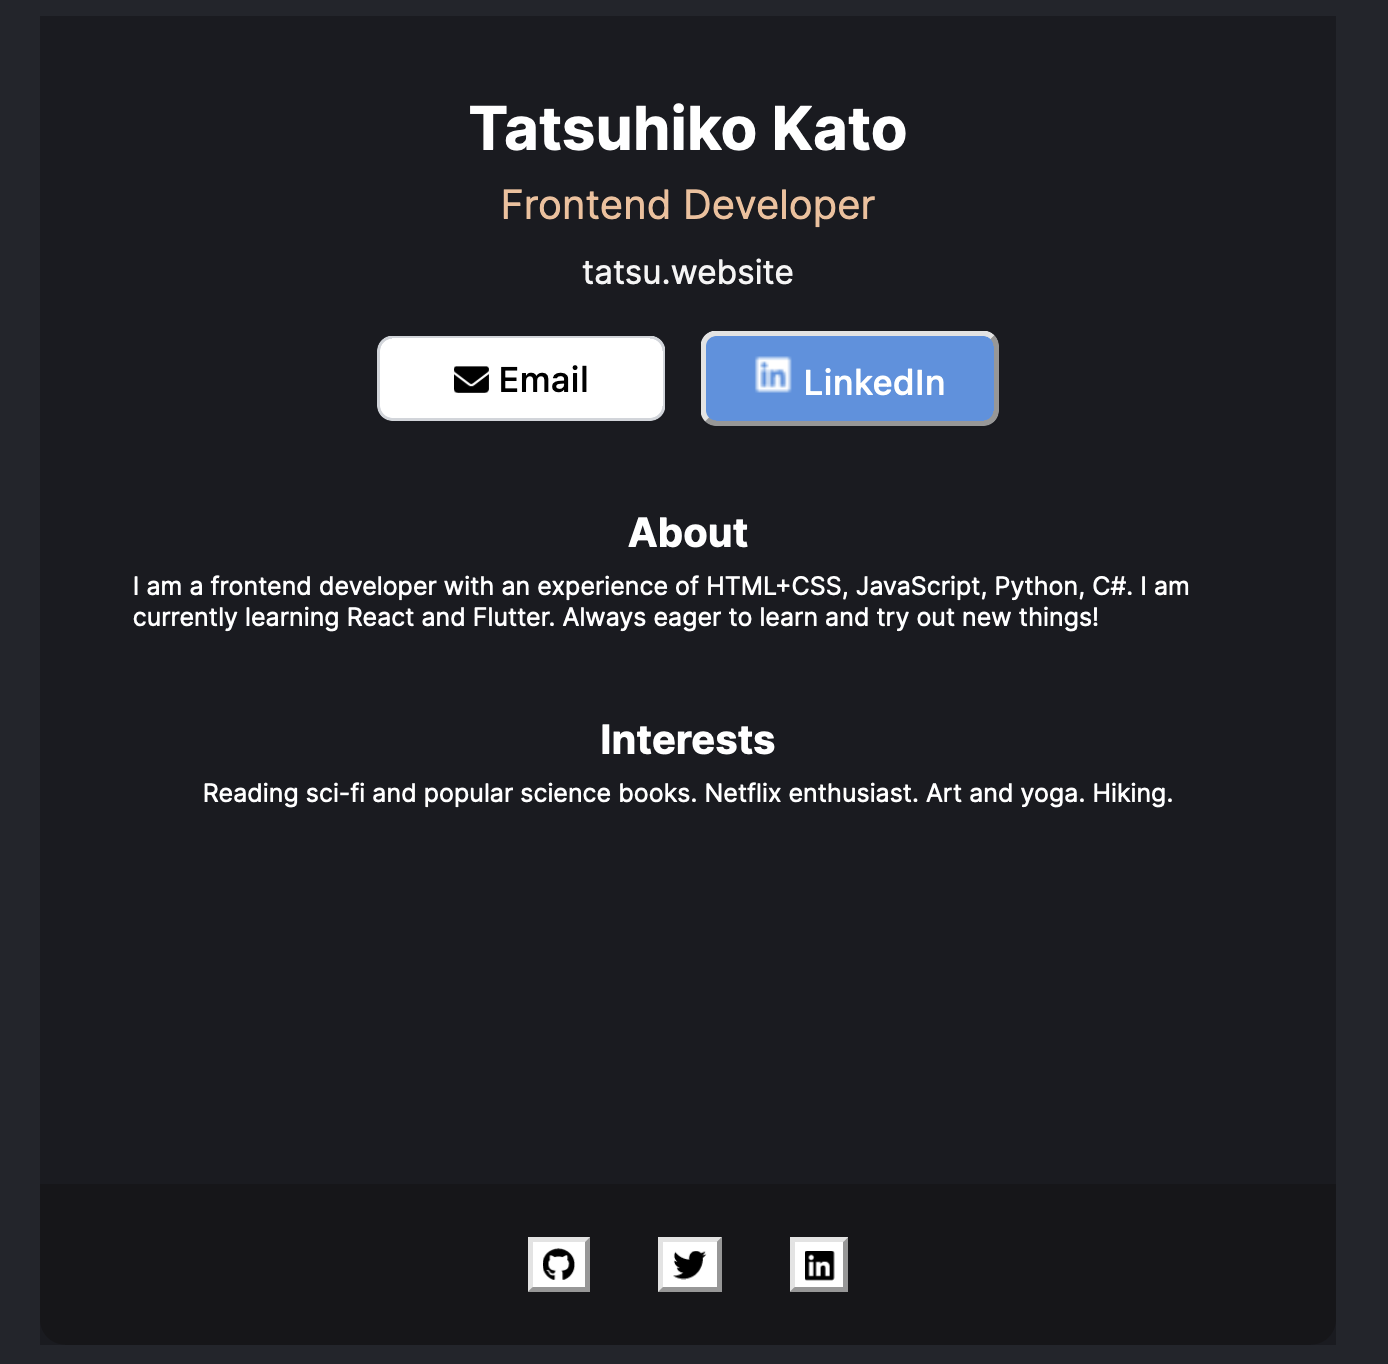 Tatsuhiko Kato
Frontend Developer
tatsu.website
Email
LinkedIn
About
I am a frontend developer with an experience of HTML+CSS, JavaScript, Python, C#. I am
currently learning React and Flutter. Always eager to learn and try out new things!
Interests
Reading sci-fi and popular science books. Netflix enthusiast. Art and yoga. Hiking.